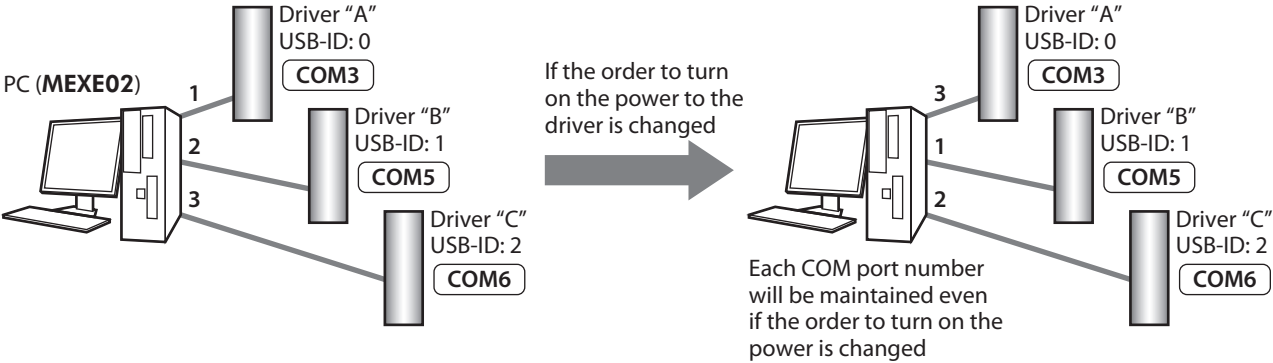 Driver “A”
USB-ID: 0
COM3
PC (MEXE02)
1
Driver “B”
USB-ID: 1
COM5
2
3
Driver “C”
USB-ID: 2
COM6
If the order to turn
on the power to the
driver is changed
Driver “A”
USB-ID: 0
COM3
3
Driver “B”
USB-ID: 1
COM5
1
2
Driver “C”
USB-ID: 2
COM6
Each COM port number
will be maintained even
if the order to turn on the
power is changed